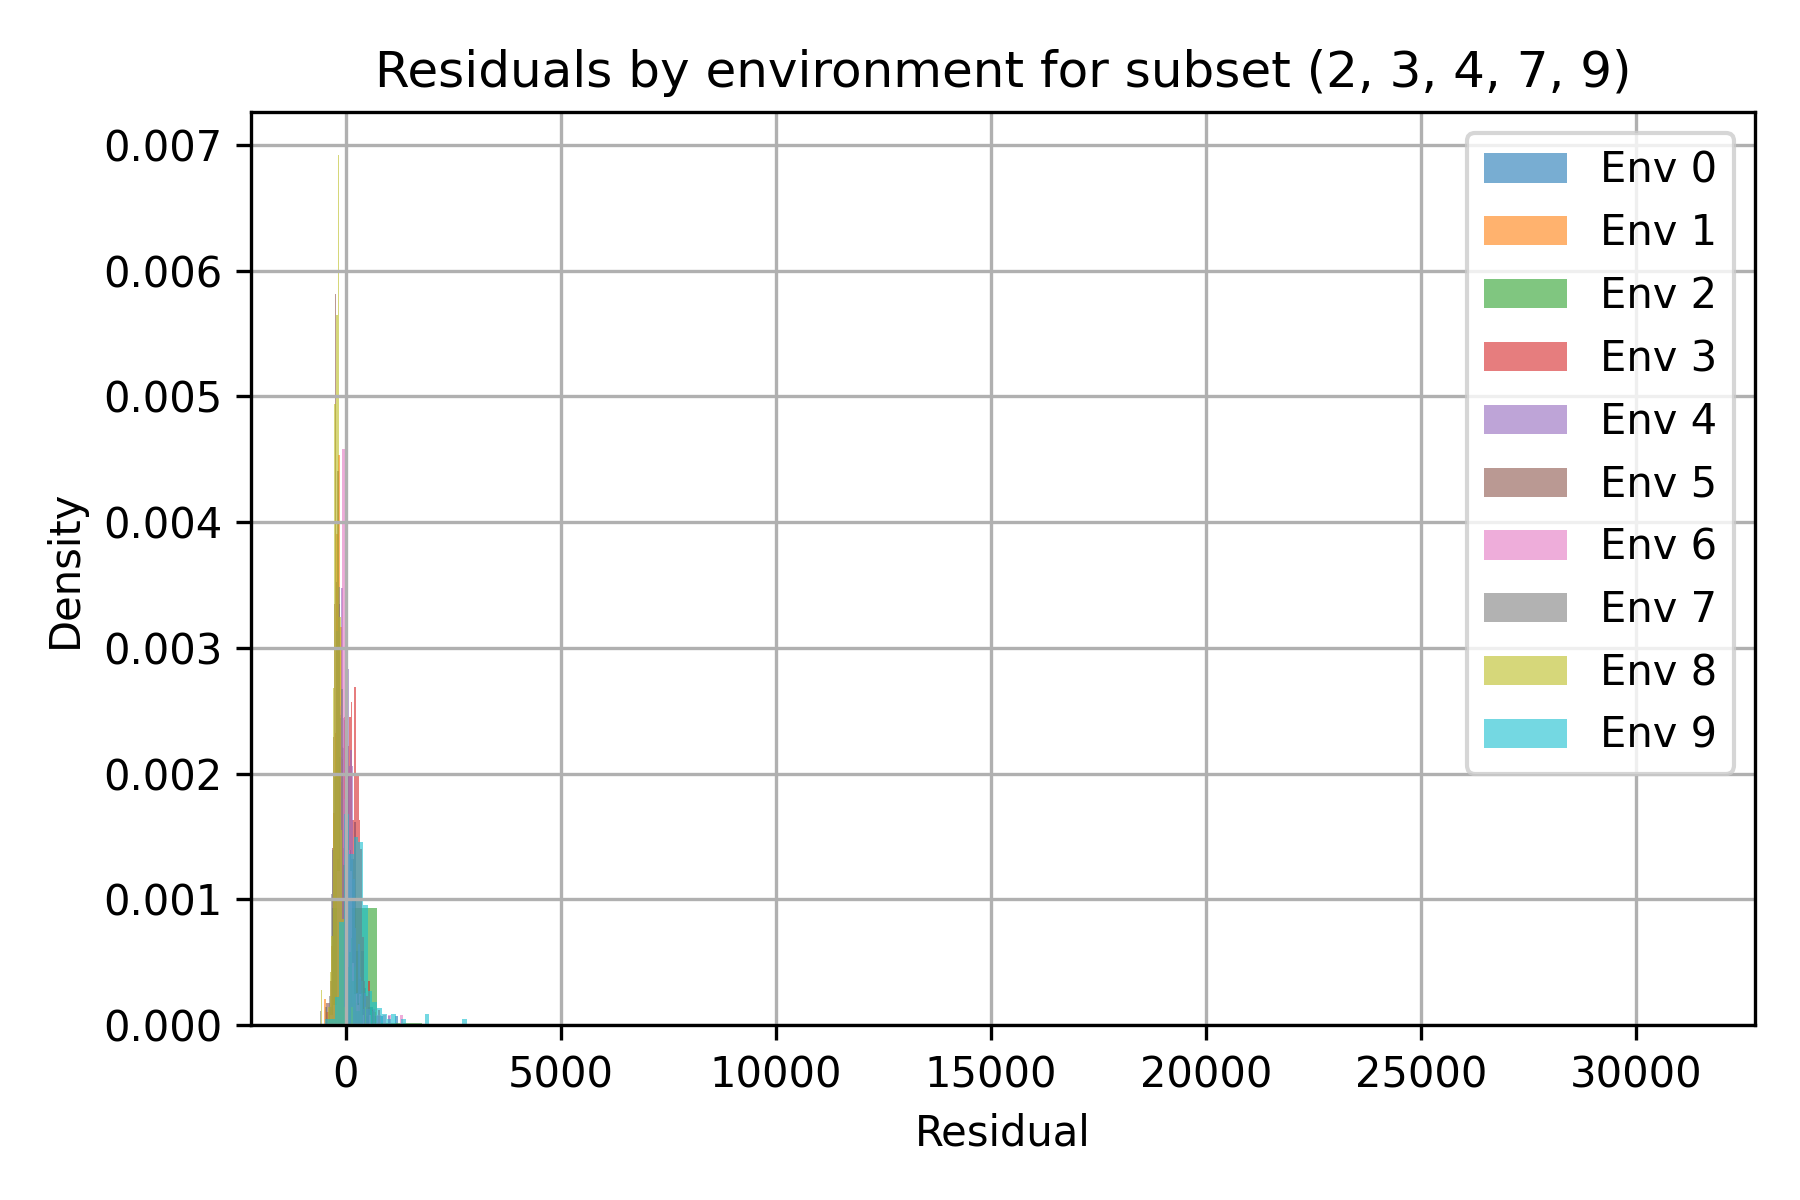 Residuals by environment for subset (2, 3, 4, 7, 9)
0.007
0.006
0.005
0.004
0.003
0.002
0.001
0.000
Density
0
5000
10000
15000
20000
25000
30000
Residual
Env 0
Env 1
Env 2
Env 3
Env 4
Env 5
Env 6
Env 7
Env 8
Env 9